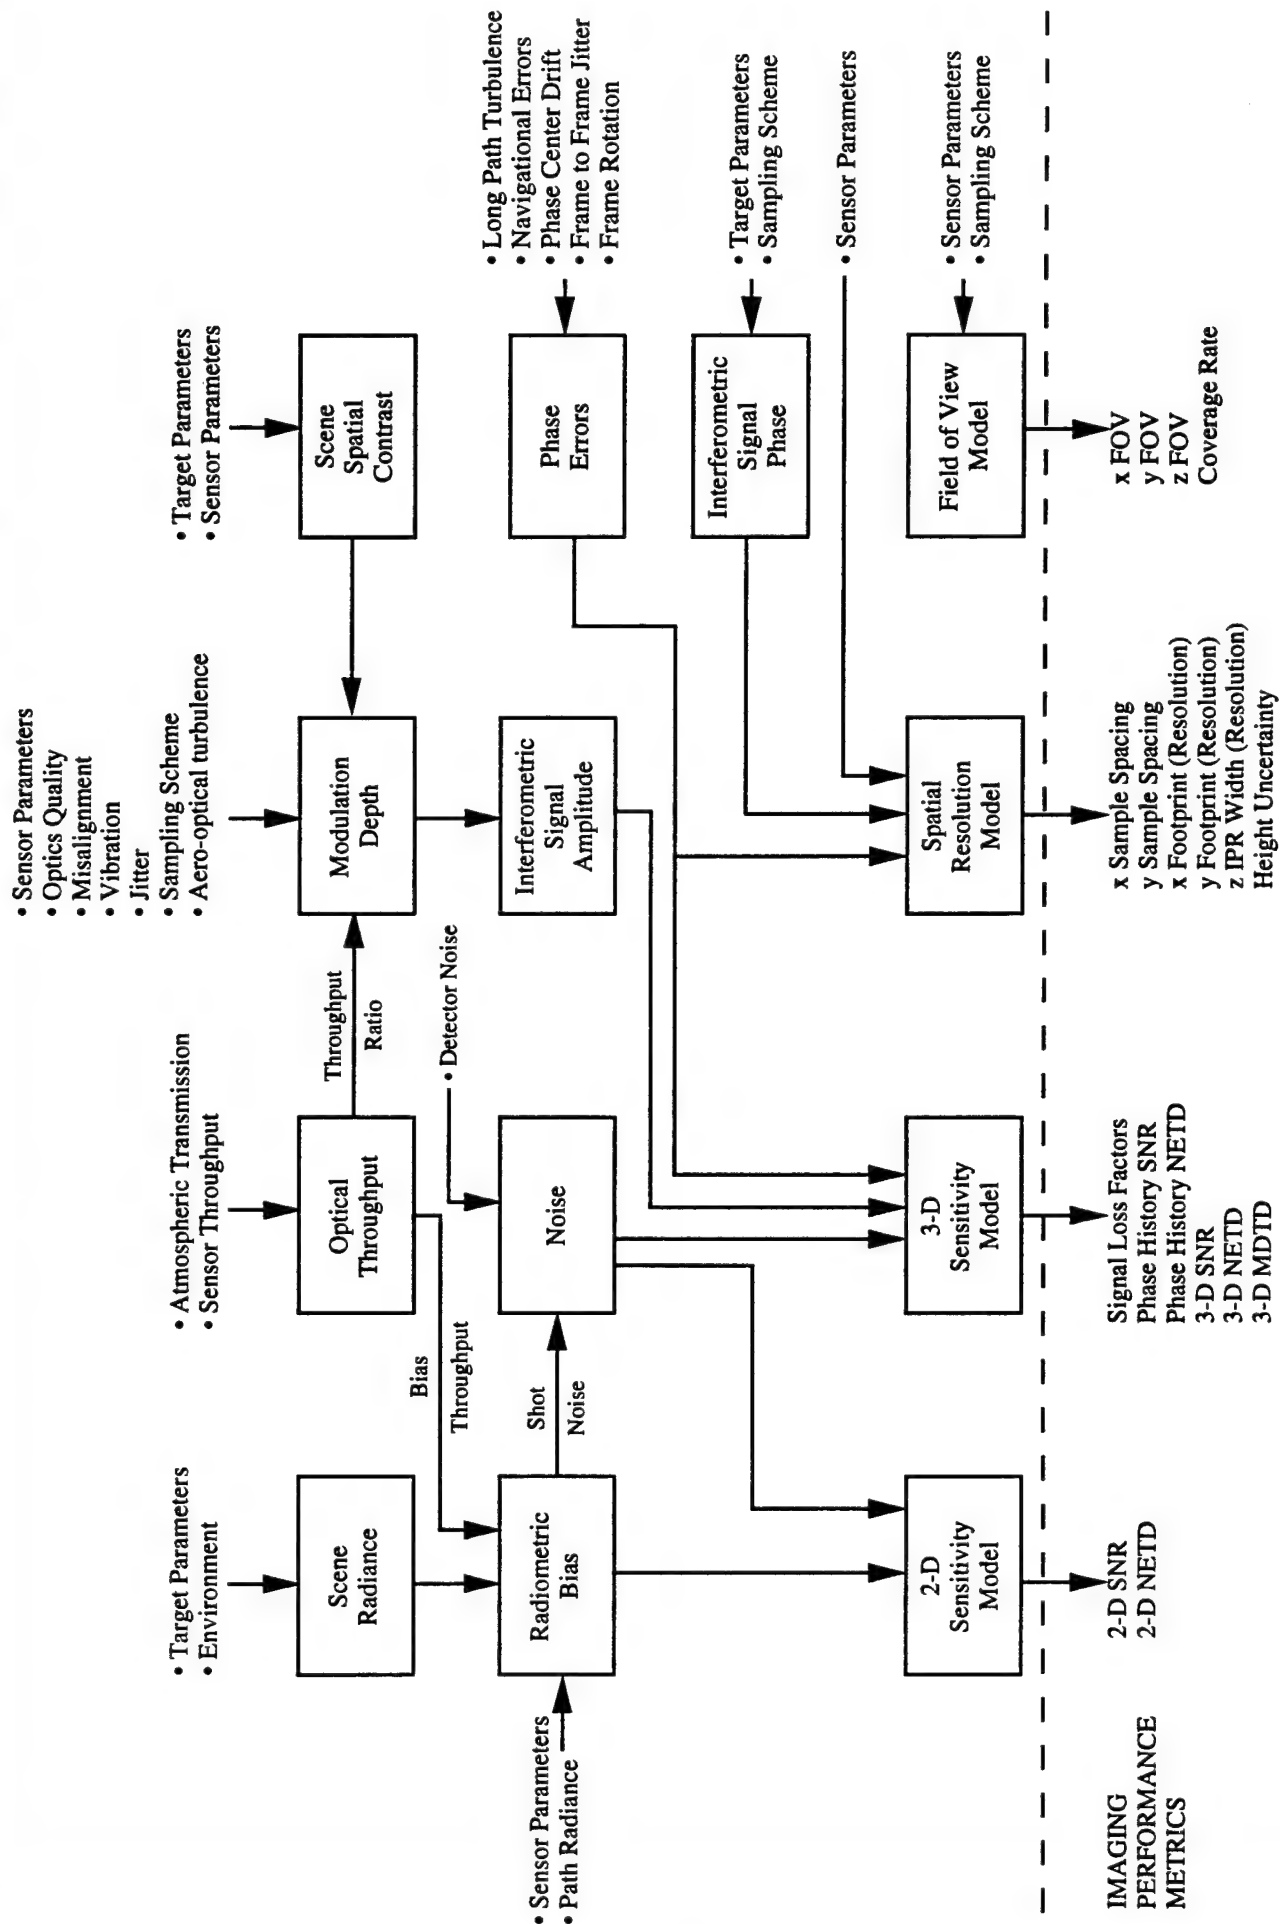 • Sensor Parameters
• Optics Quality
• Misalignment
• Vibration
• Jitter
• Sampling Scheme
• Aero-optical turbulence
• Target Parameters
• Environment
• Atmospheric Transmission
• Sensor Throughput
• Target Parameters
• Sensor Parameters
Scene
Radiance
Optical
Throughput
Throughput
Ratio
Modulation
Depth
Scene
Spatial
Contrast
Bias
Throughput
• Detector Noise
• Sensor Parameters
• Path Radiance
Radiometric
Bias
Shot
Noise
Noise
Interferometric
Signal
Amplitude
Phase
Errors
• Long Path Turbulence
• Navigational Errors
• Phase Center Drift
• Frame to Frame Jitter
• Frame Rotation
Interferometric
Signal
Phase
• Target Parameters
• Sampling Scheme
• Sensor Parameters
2-D
Sensitivity
Model
3-D
Sensitivity
Model
Spatial
Resolution
Model
Field of View
Model
• Sensor Parameters
• Sampling Scheme
IMAGING
PERFORMANCE
METRICS
2-D SNR
2-D NETD
Signal Loss Factors
Phase History SNR
Phase History NETD
3-D SNR
3-D NETD
3-D MDTD
x Sample Spacing
y Sample Spacing
x Footprint (Resolution)
y Footprint (Resolution)
z IPR Width (Resolution)
Height Uncertainty
x FOV
y FOV
z FOV
Coverage Rate